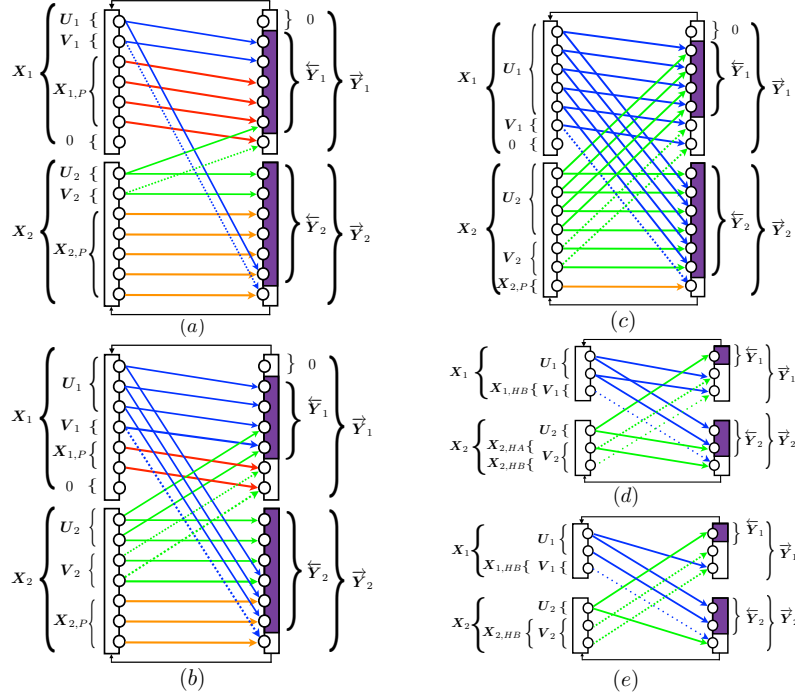 U₁ {
V₁ {
X₁ { X₁,P {
0 {
} 0
} ←Y₁ } →Y₁
U₂ {
V₂ {
X₂ { X₂,P {
} ←Y₂ } →Y₂
(a)
X₁ { U₁ {
V₁ {
X₁,P {
0 {
} 0
} ←Y₁ } →Y₁
X₂ { U₂ {
V₂ {
X₂,P {
} ←Y₂ } →Y₂
(b)
X₁ { U₁ {
V₁ {
0 {
} 0
} ←Y₁ } →Y₁
X₂ { U₂ {
V₂ {
X₂,P {
} ←Y₂ } →Y₂
(c)
X₁ { U₁ {
X₁,HB { V₁ {
} ←Y₁ } →Y₁
U₂ {
X₂ { X₂,HA { V₂ {
X₂,HB {
} ←Y₂ } →Y₂
(d)
X₁ { U₁ {
X₁,HB { V₁ {
} ←Y₁ } →Y₁
U₂ {
X₂ { X₂,HB { V₂ {
} ←Y₂ } →Y₂
(e)